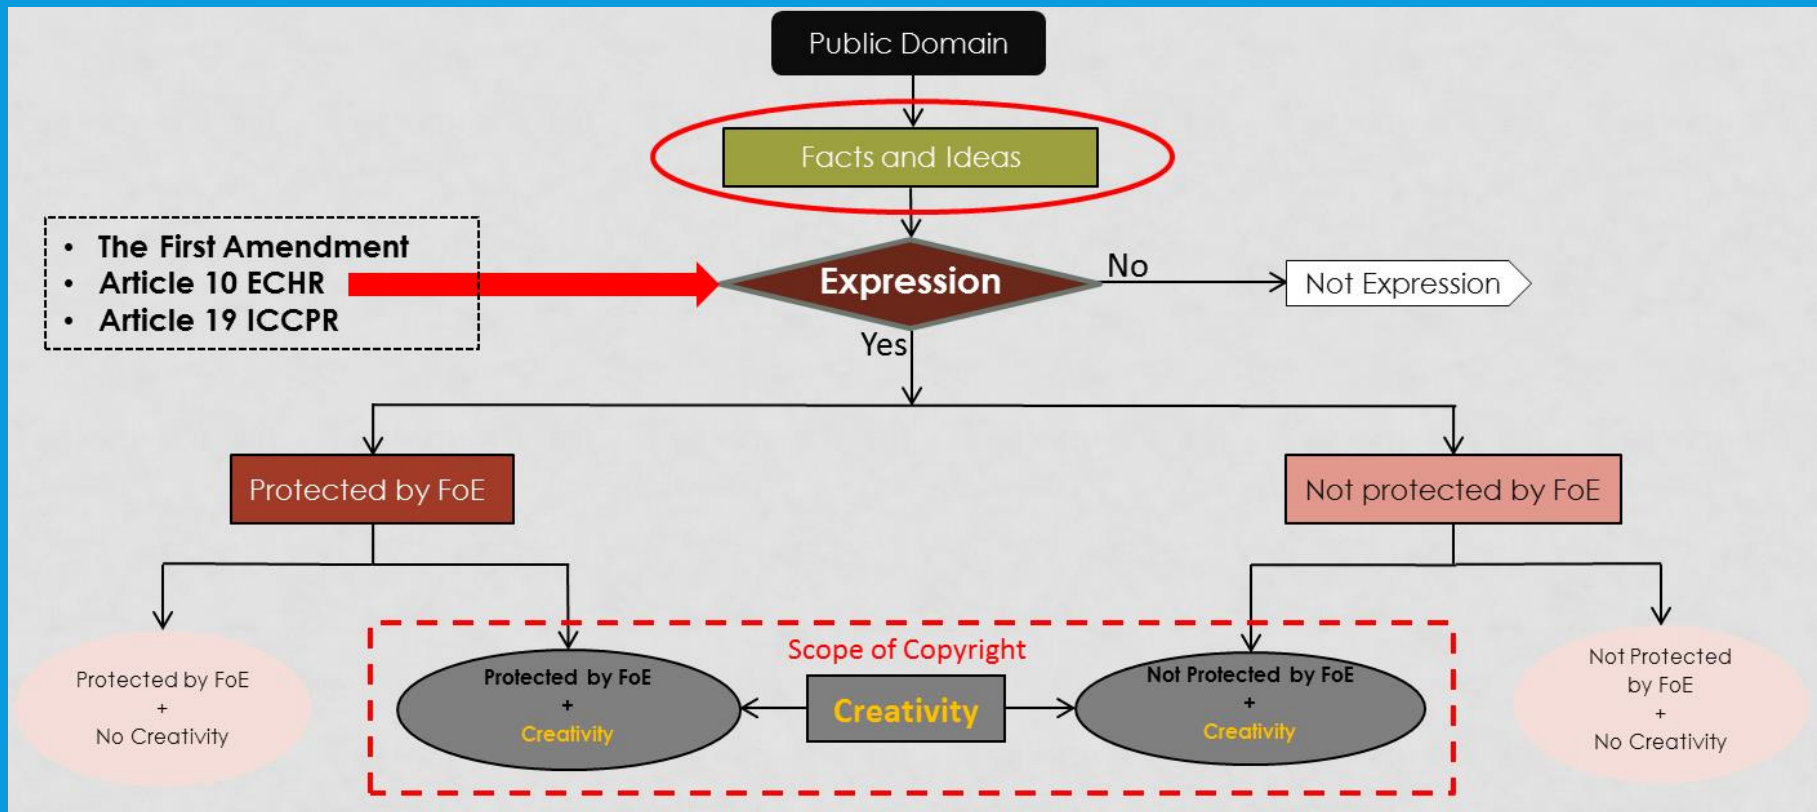 Public Domain
Facts and Ideas
• The First Amendment
• Article 10 ECHR
• Article 19 ICCPR
Expression
No
Not Expression
Yes
Protected by FoE
Not protected by FoE
Protected by FoE
+
No Creativity
Protected by FoE
+
Creativity
Scope of Copyright
Creativity
Not Protected by FoE
+
Creativity
Not Protected
by FoE
+
No Creativity